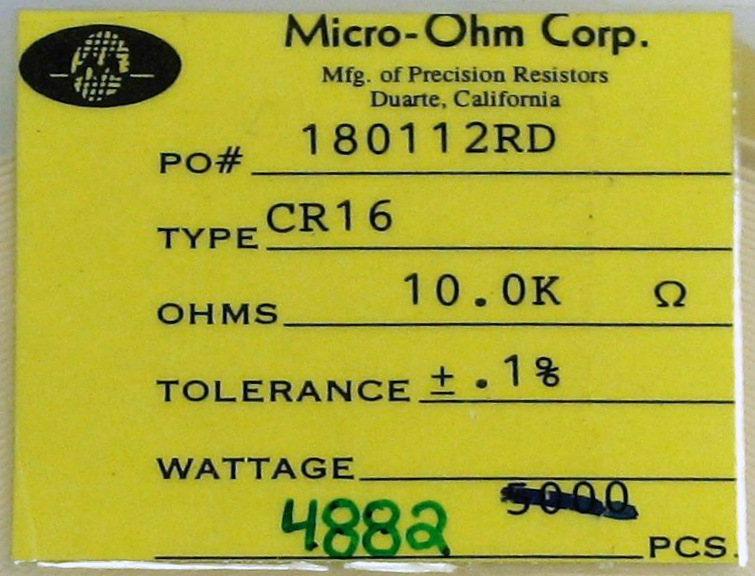 Micro-Ohm Corp.
Mfg. of Precision Resistors
Duarte, California
PO# 180112RD
TYPE CR16
OHMS 10.0K Ω
TOLERANCE ± .1%
WATTAGE
4882 5000 PCS.